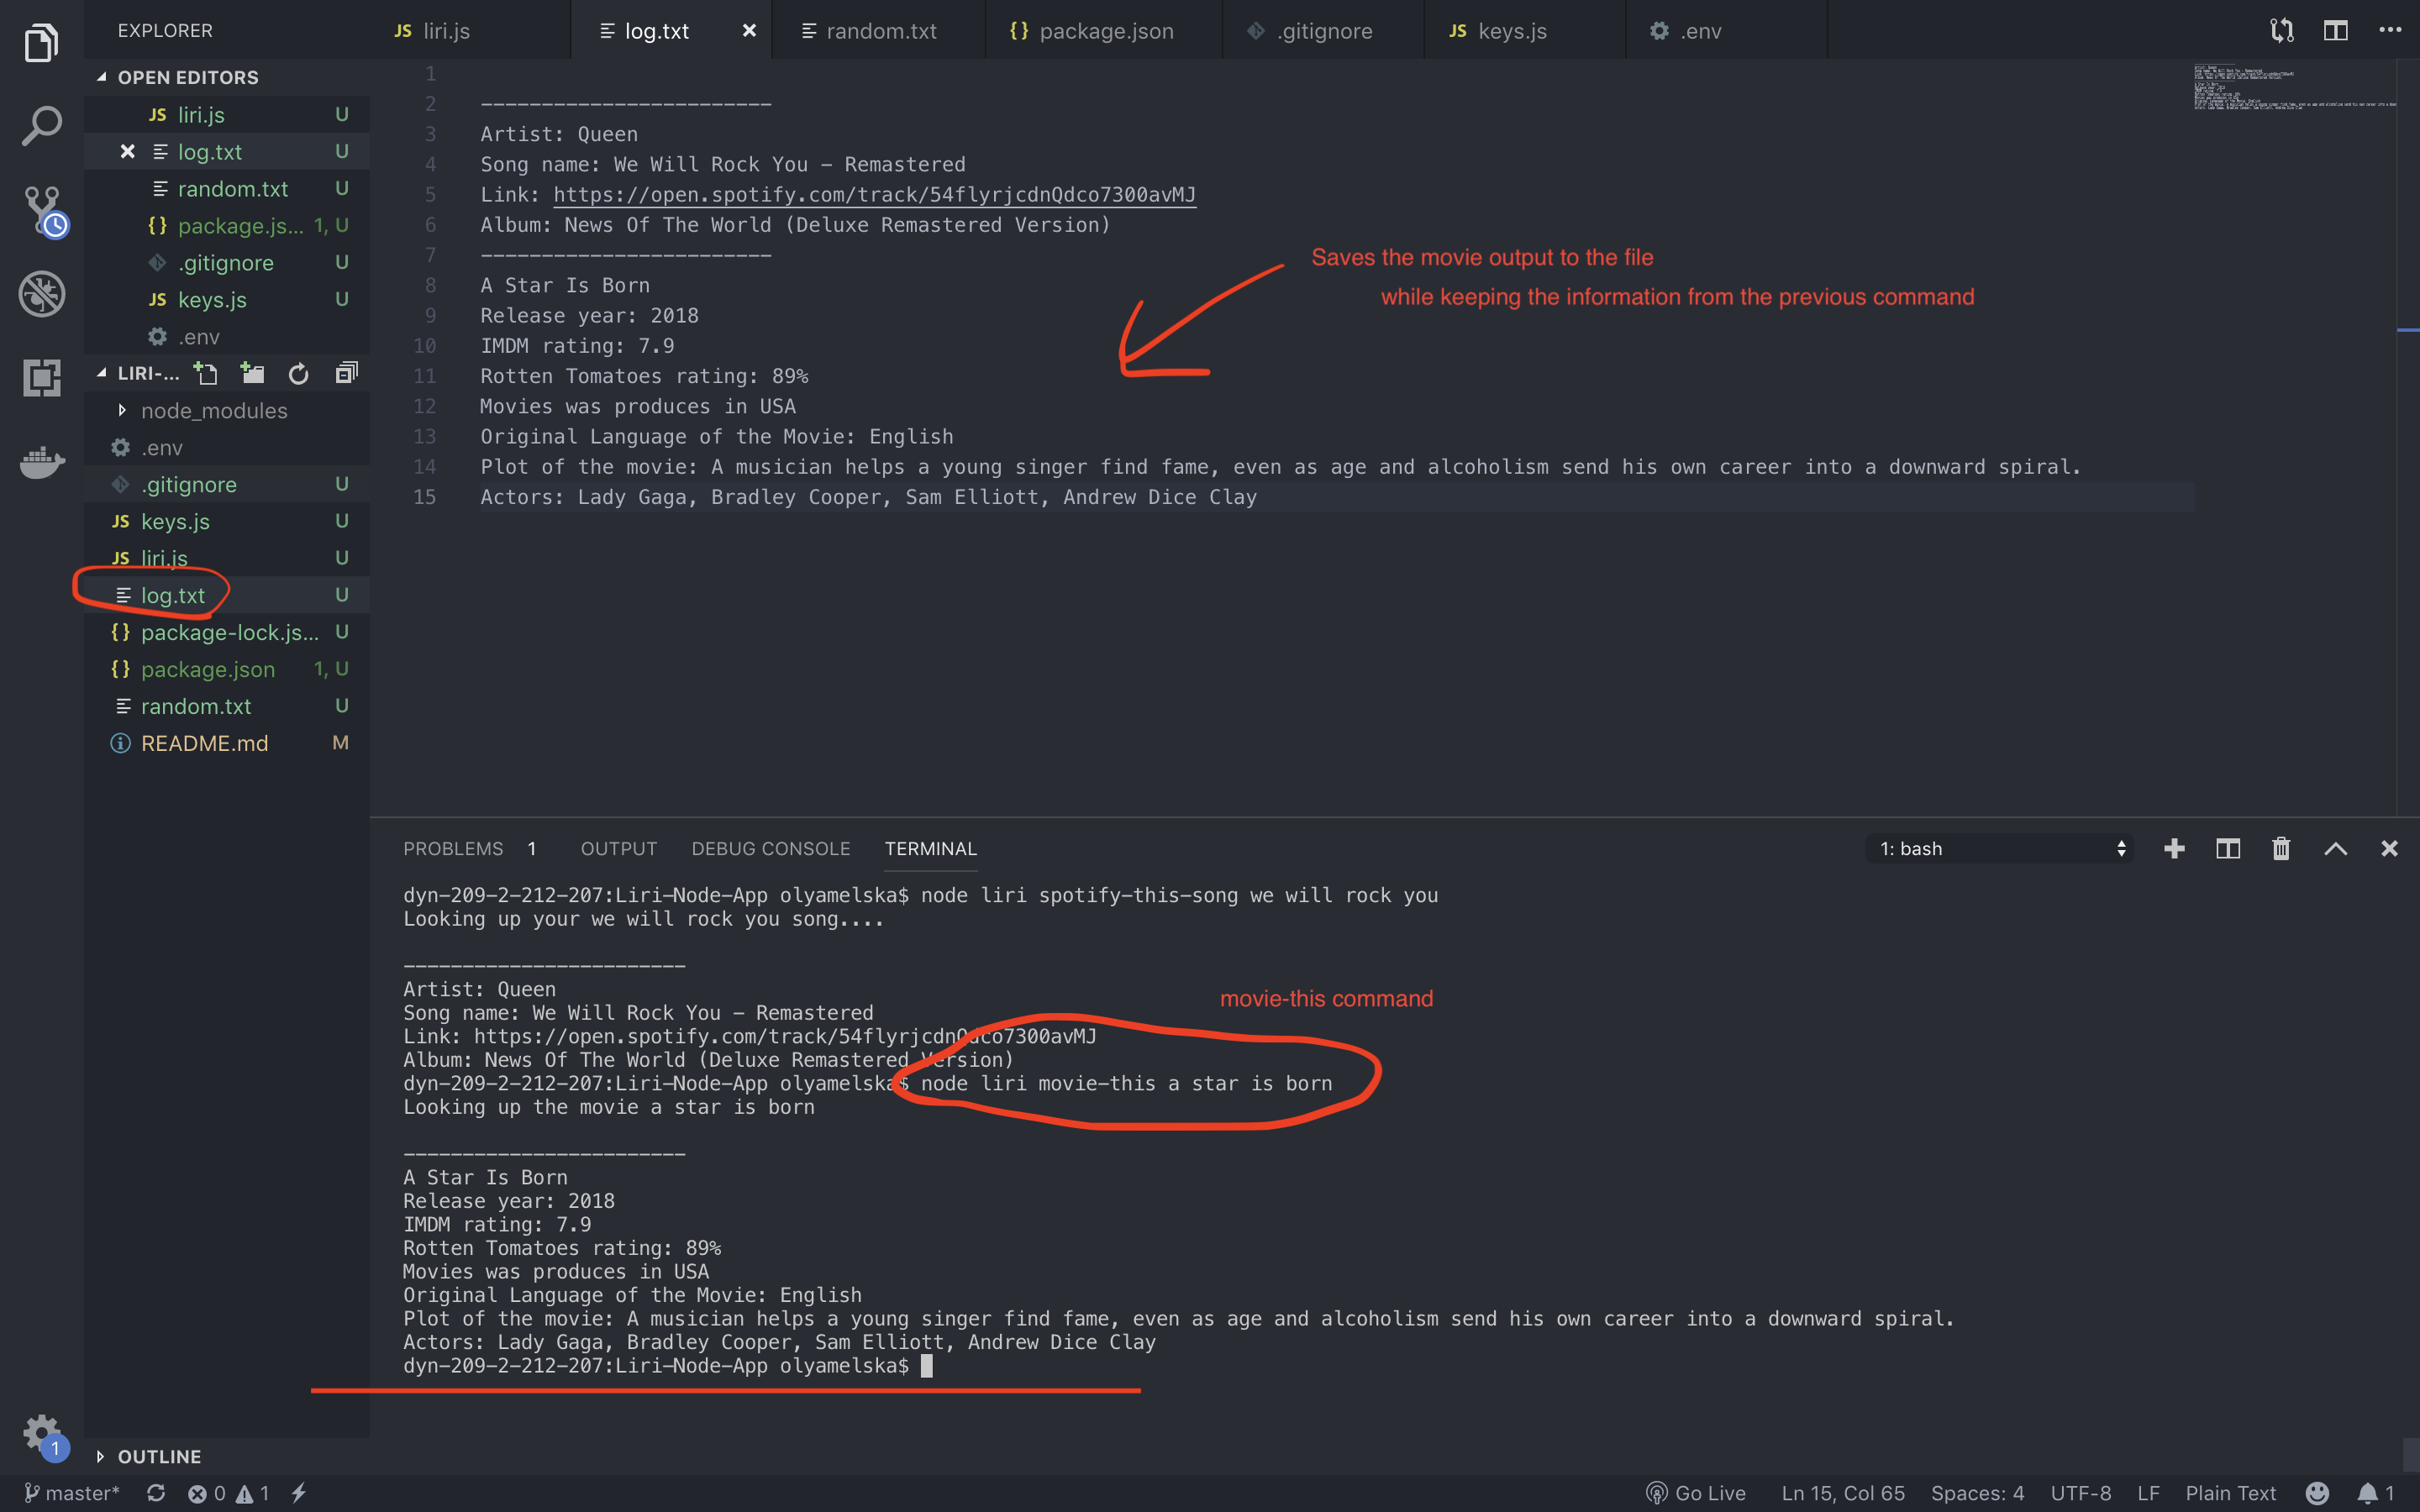 EXPLORER
JS liri.js
log.txt
random.txt
{} package.json
.gitignore
JS keys.js
.env
OPEN EDITORS
JS liri.js U
log.txt U
random.txt U
{} package.js... 1, U
.gitignore U
JS keys.js U
.env
LIRI-...
node_modules
.env
.gitignore U
JS keys.js U
JS liri.js U
log.txt U
{} package-lock.js... U
{} package.json 1, U
random.txt U
README.md M
OUTLINE
1
2 ------------------------
3 Artist: Queen
4 Song name: We Will Rock You - Remastered
5 Link: https://open.spotify.com/track/54flyrjcdnQdco7300avMJ
6 Album: News Of The World (Deluxe Remastered Version)
7 ------------------------
8 A Star Is Born
9 Release year: 2018
10 IMDM rating: 7.9
11 Rotten Tomatoes rating: 89%
12 Movies was produces in USA
13 Original Language of the Movie: English
14 Plot of the movie: A musician helps a young singer find fame, even as age and alcoholism send his own career into a downward spiral.
15 Actors: Lady Gaga, Bradley Cooper, Sam Elliott, Andrew Dice Clay
Saves the movie output to the file
while keeping the information from the previous command
PROBLEMS 1 OUTPUT DEBUG CONSOLE TERMINAL
1: bash
dyn-209-2-212-207:Liri-Node-App olyamelska$ node liri spotify-this-song we will rock you
Looking up your we will rock you song....
------------------------
Artist: Queen
Song name: We Will Rock You - Remastered
Link: https://open.spotify.com/track/54flyrjcdnQdco7300avMJ
Album: News Of The World (Deluxe Remastered Version)
movie-this command
dyn-209-2-212-207:Liri-Node-App olyamelska$ node liri movie-this a star is born
Looking up the movie a star is born
------------------------
A Star Is Born
Release year: 2018
IMDM rating: 7.9
Rotten Tomatoes rating: 89%
Movies was produces in USA
Original Language of the Movie: English
Plot of the movie: A musician helps a young singer find fame, even as age and alcoholism send his own career into a downward spiral.
Actors: Lady Gaga, Bradley Cooper, Sam Elliott, Andrew Dice Clay
dyn-209-2-212-207:Liri-Node-App olyamelska$
1
master* 0 1
Go Live Ln 15, Col 65 Spaces: 4 UTF-8 LF Plain Text 1